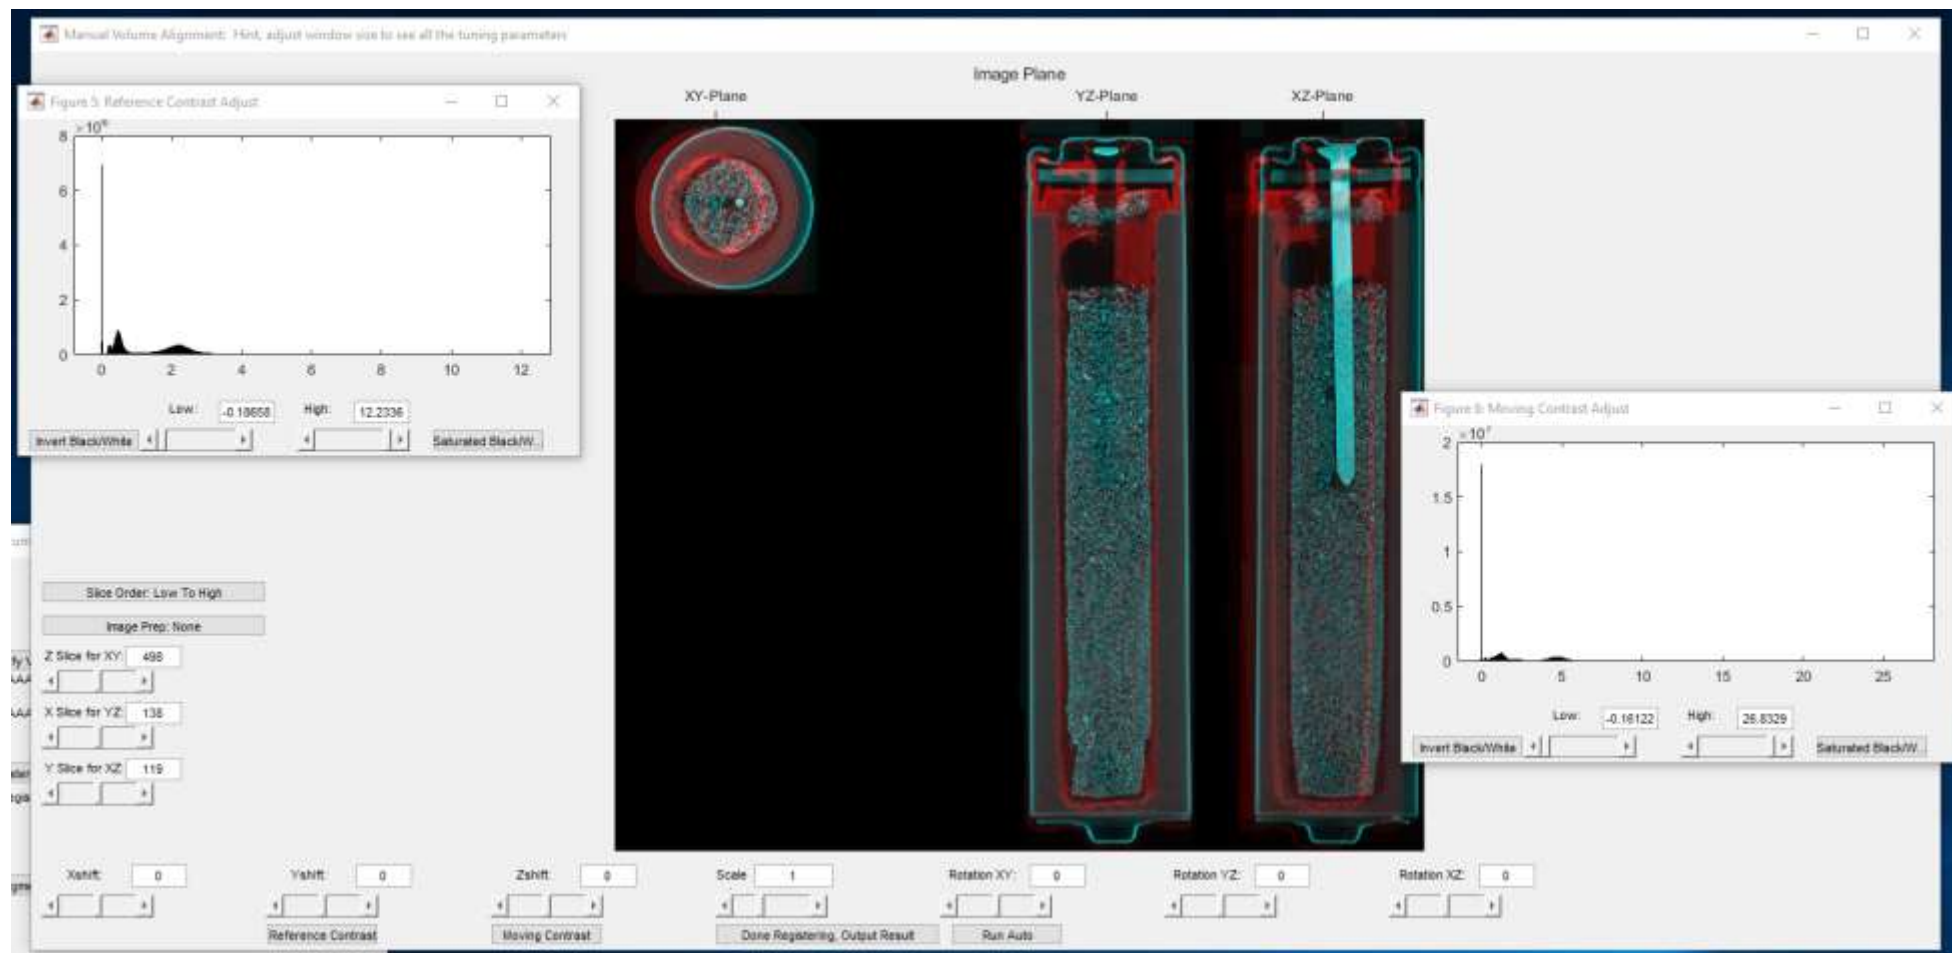 Manual Volume Alignment: Hint, adjust window size to see all the tuning parameters
Image Plane
XY-Plane
YZ-Plane
XZ-Plane
Figure 5: Reference Contrast Adjust
×10⁶
8
6
4
2
0
0 2 4 6 8 10 12
Low: -0.18658 High: 12.2336
Invert Black/White
Saturated Black/W...
Figure 6: Moving Contrast Adjust
×10⁷
2
1.5
1
0.5
0
0 5 10 15 20 25
Low: -0.16122 High: 26.8329
Invert Black/White
Saturated Black/W...
Slice Order: Low To High
Image Prep: None
Z Slice for XY: 498
X Slice for YZ: 138
Y Slice for XZ: 119
Xshift: 0
Yshift: 0
Zshift: 0
Scale 1
Rotation XY: 0
Rotation YZ: 0
Rotation XZ: 0
Reference Contrast
Moving Contrast
Done Registering, Output Result
Run Auto